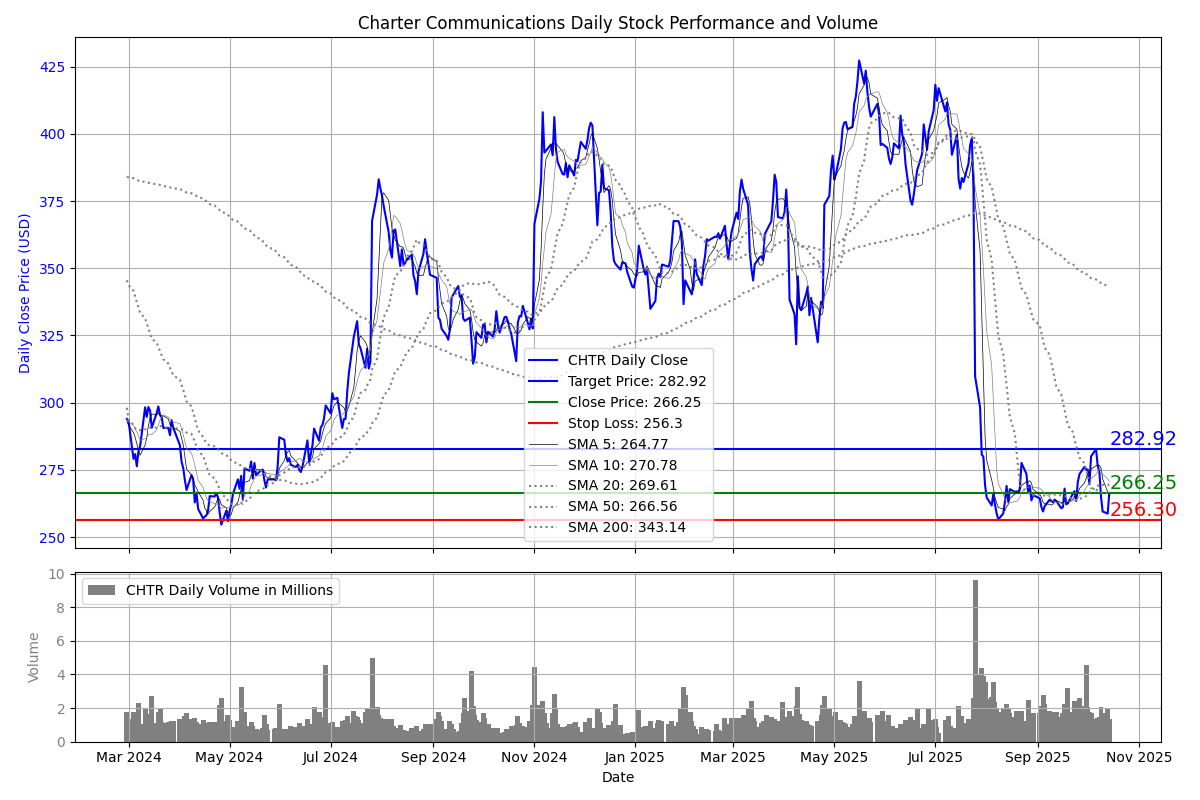 Charter Communications Daily Stock Performance and Volume
Daily Close Price (USD)
425
400
375
350
325
300
275
250
CHTR Daily Close
Target Price: 282.92
Close Price: 266.25
Stop Loss: 256.3
SMA 5: 264.77
SMA 10: 270.78
SMA 20: 269.61
SMA 50: 266.56
SMA 200: 343.14
282.92
266.25
256.30
Volume
10
8
6
4
2
0
CHTR Daily Volume in Millions
Mar 2024 May 2024 Jul 2024 Sep 2024 Nov 2024 Jan 2025 Mar 2025 May 2025 Jul 2025 Sep 2025 Nov 2025
Date